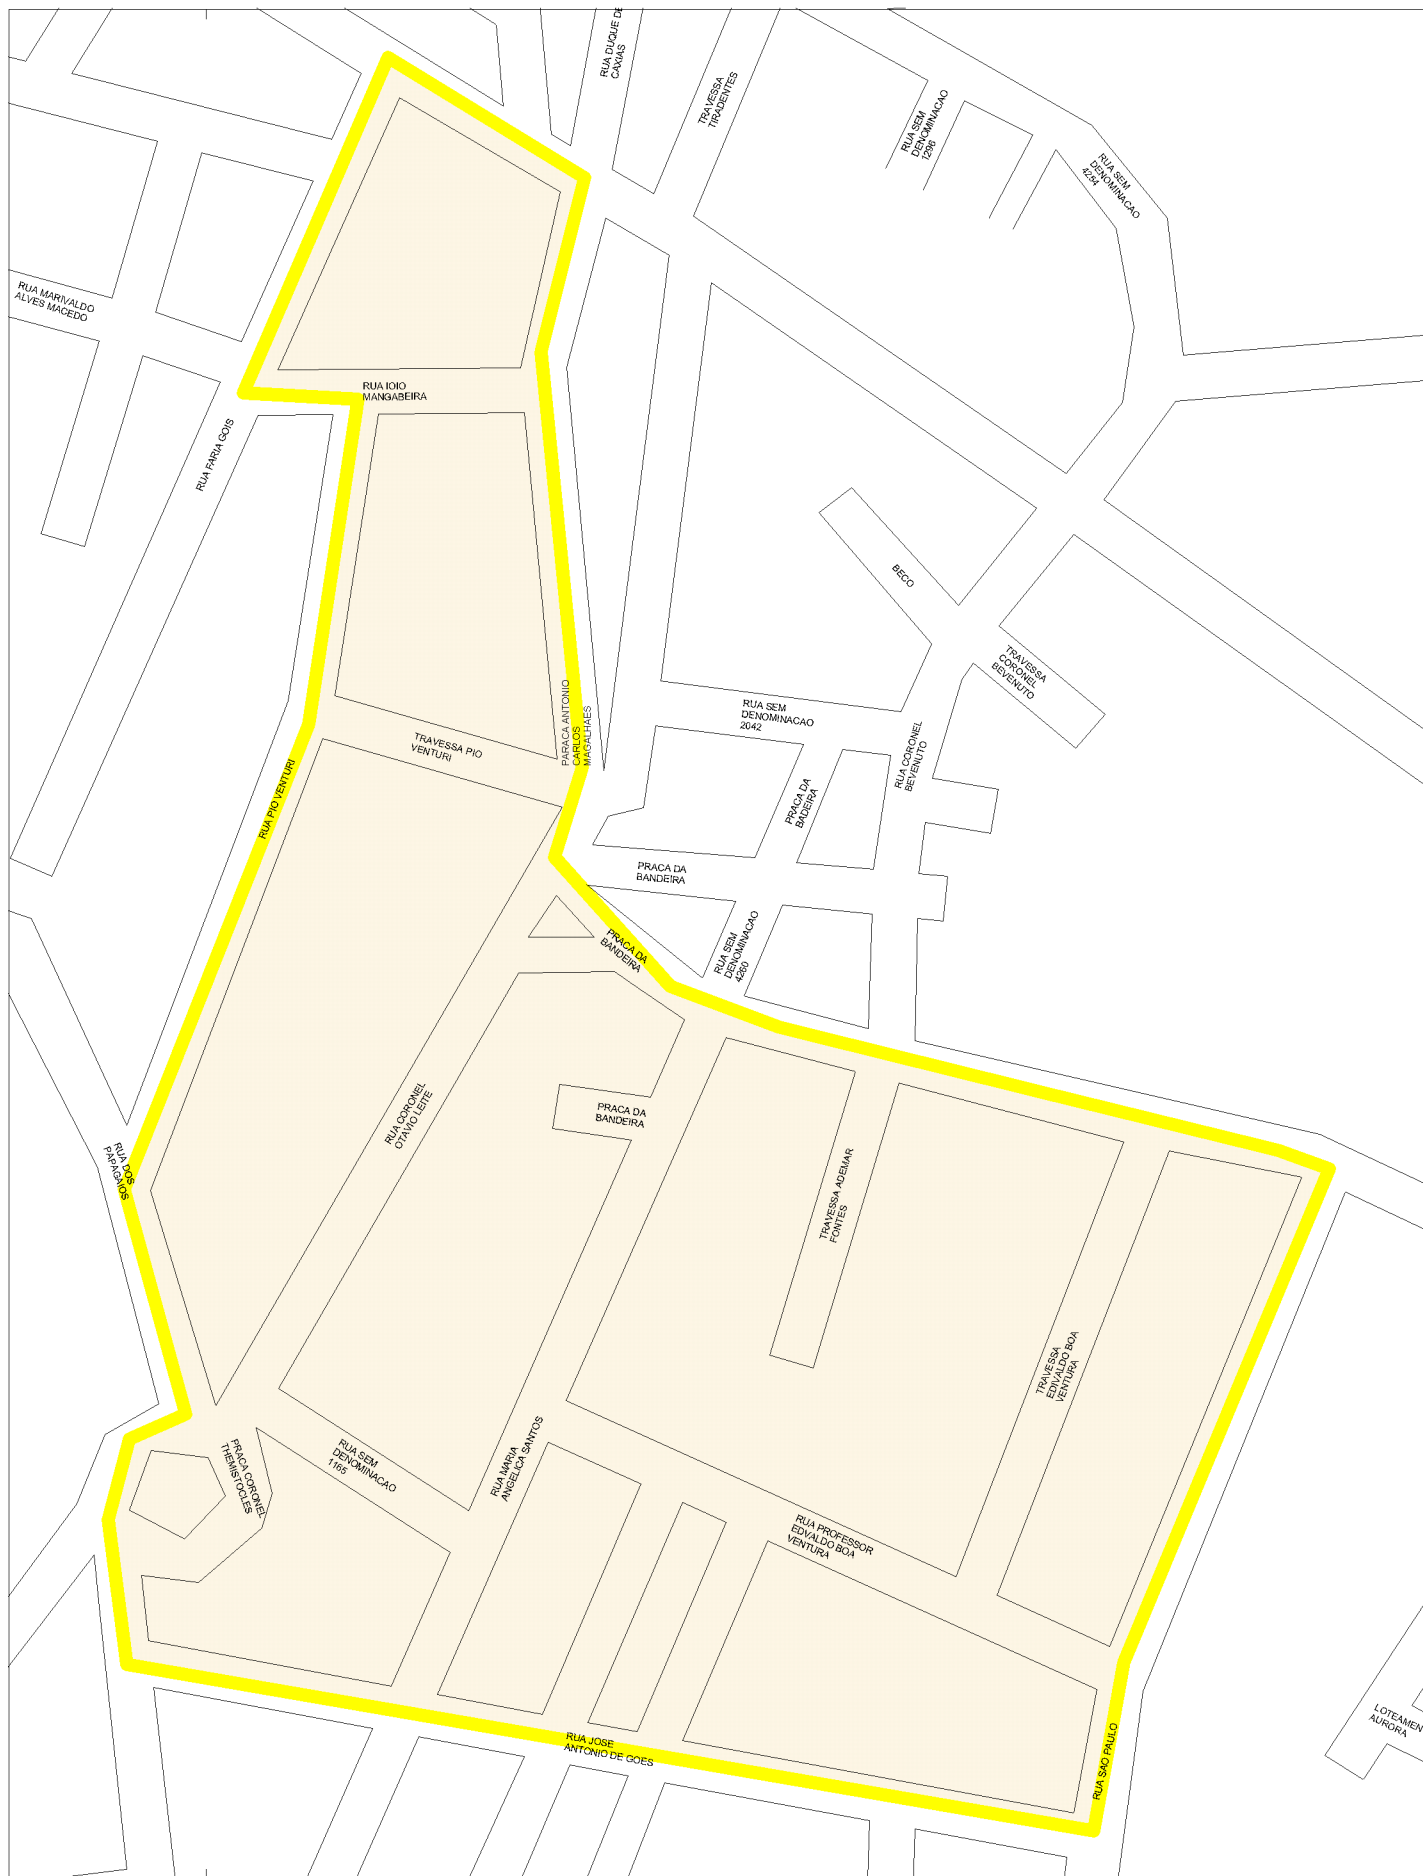 RUA DUQUE DE
CAXIAS
TRAVESSA
TIRADENTES
RUA SEM
DENOMINACAO
1296
RUA SEM
DENOMINACAO
4254
RUA MARIVALDO
ALVES MACEDO
RUA IOIO
MANGABEIRA
RUA FARIA GOIS
BECO
TRAVESSA
CORONEL
BEVENUTO
RUA SEM
DENOMINACAO
2042
PARACA ANTONIO
CARLOS
MAGALHAES
TRAVESSA PIO
VENTURI
RUA CORONEL
BEVENUTO
PRACA DA
BADEIRA
RUA PIO VENTURI
PRACA DA
BANDEIRA
RUA SEM
DENOMINACAO
4260
PRACA DA
BANDEIRA
RUA CORONEL
OTAVIO LEITE
PRACA DA
BANDEIRA
RUA DOS
PAPAGAIOS
TRAVESSA ADEMAR
FONTES
TRAVESSA
EDIVALDO BOA
VENTURA
PRACA CORONEL
THEMISTOCLES
RUA SEM
DENOMINACAO
1165
RUA MARIA
ANGELICA SANTOS
RUA PROFESSOR
EDVALDO BOA
VENTURA
RUA JOSE
ANTONIO DE GOES
RUA SAO PAULO
LOTEAMEN
AURORA